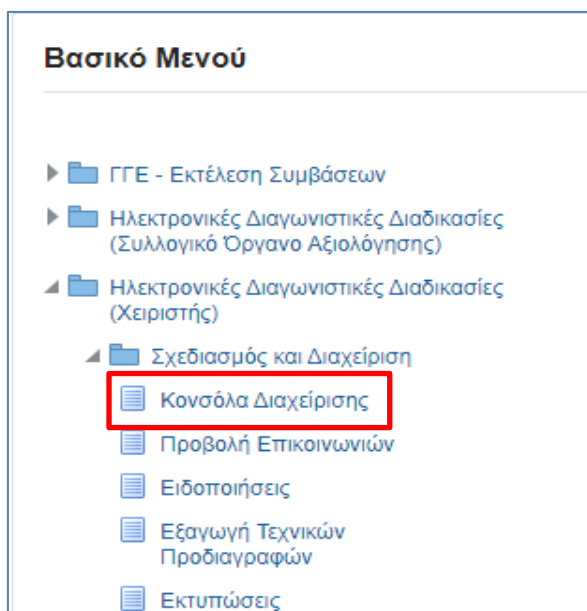 Βασικό Μενού
ΓΓΕ - Εκτέλεση Συμβάσεων
Ηλεκτρονικές Διαγωνιστικές Διαδικασίες
(Συλλογικό Όργανο Αξιολόγησης)
Ηλεκτρονικές Διαγωνιστικές Διαδικασίες
(Χειριστής)
Σχεδιασμός και Διαχείριση
Κονσόλα Διαχείρισης
Προβολή Επικοινωνιών
Ειδοποιήσεις
Εξαγωγή Τεχνικών
Προδιαγραφών
Εκτυπώσεις